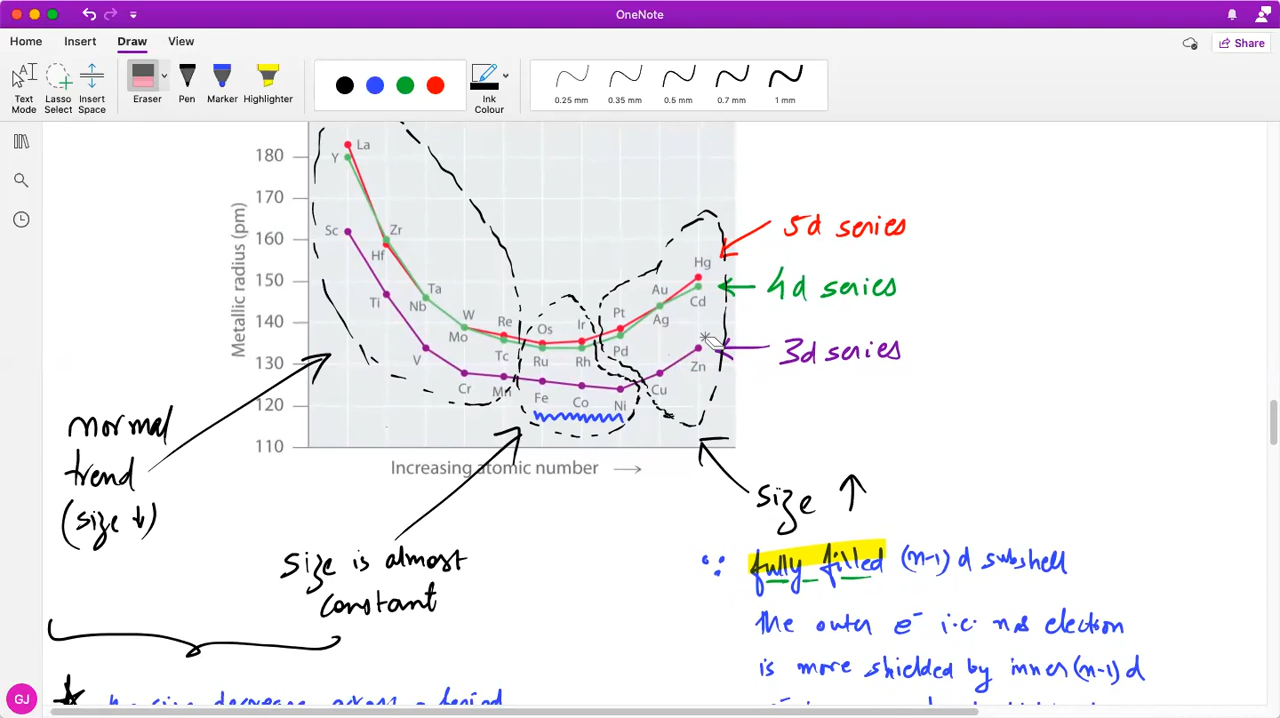 OneNote
Home Insert Draw View
Share
Text Mode
Lasso Select
Insert Space
Eraser
Pen
Marker
Highlighter
Ink Colour
0.25 mm
0.35 mm
0.5 mm
0.7 mm
1 mm
Metallic radius (pm)
180
170
160
150
140
130
120
110
La
Y
Sc
Zr
Hf
Ti
Ta
Nb
V
W
Mo
Cr
Re
Tc
Mn
Os
Ru
Fe
Ir
Rh
Co
Pt
Pd
Ni
Au
Ag
Cu
Hg
Cd
Zn
Increasing atomic number
5d series
4d series
3d series
normal
trend
(size ↓)
size is almost
constant
size ↑
∵ fully filled (n-1) d subshell
The outer e⁻ i.e. ns electron
is more shielded by inner (n-1) d
size decrease across a period
GJ